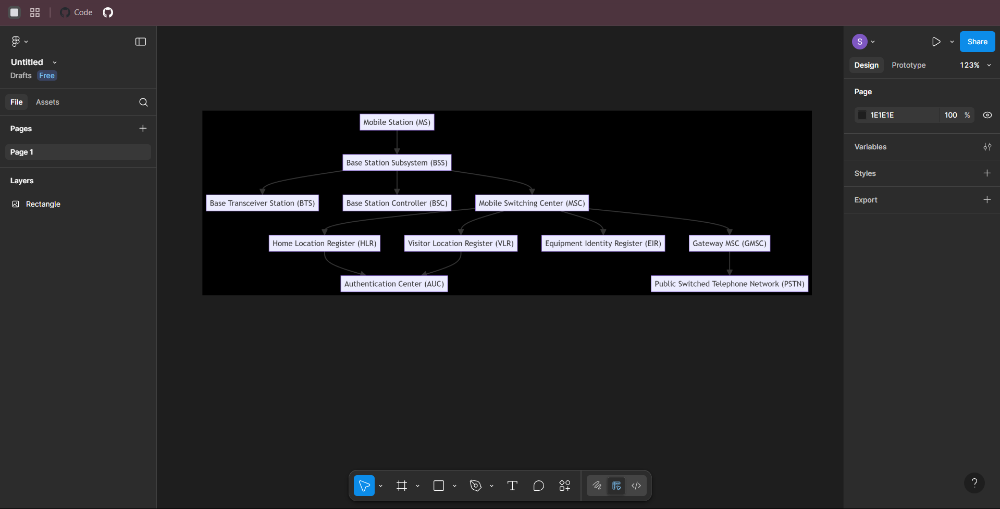 Code
Untitled
Drafts Free
File Assets
Pages
Page 1
Layers
Rectangle
Mobile Station (MS)
Base Station Subsystem (BSS)
Base Transceiver Station (BTS) Base Station Controller (BSC) Mobile Switching Center (MSC)
Home Location Register (HLR) Visitor Location Register (VLR) Equipment Identity Register (EIR) Gateway MSC (GMSC)
Authentication Center (AUC) Public Switched Telephone Network (PSTN)
S Share
Design Prototype 123%
Page
1E1E1E 100 %
Variables
Styles
Export
T </>
?